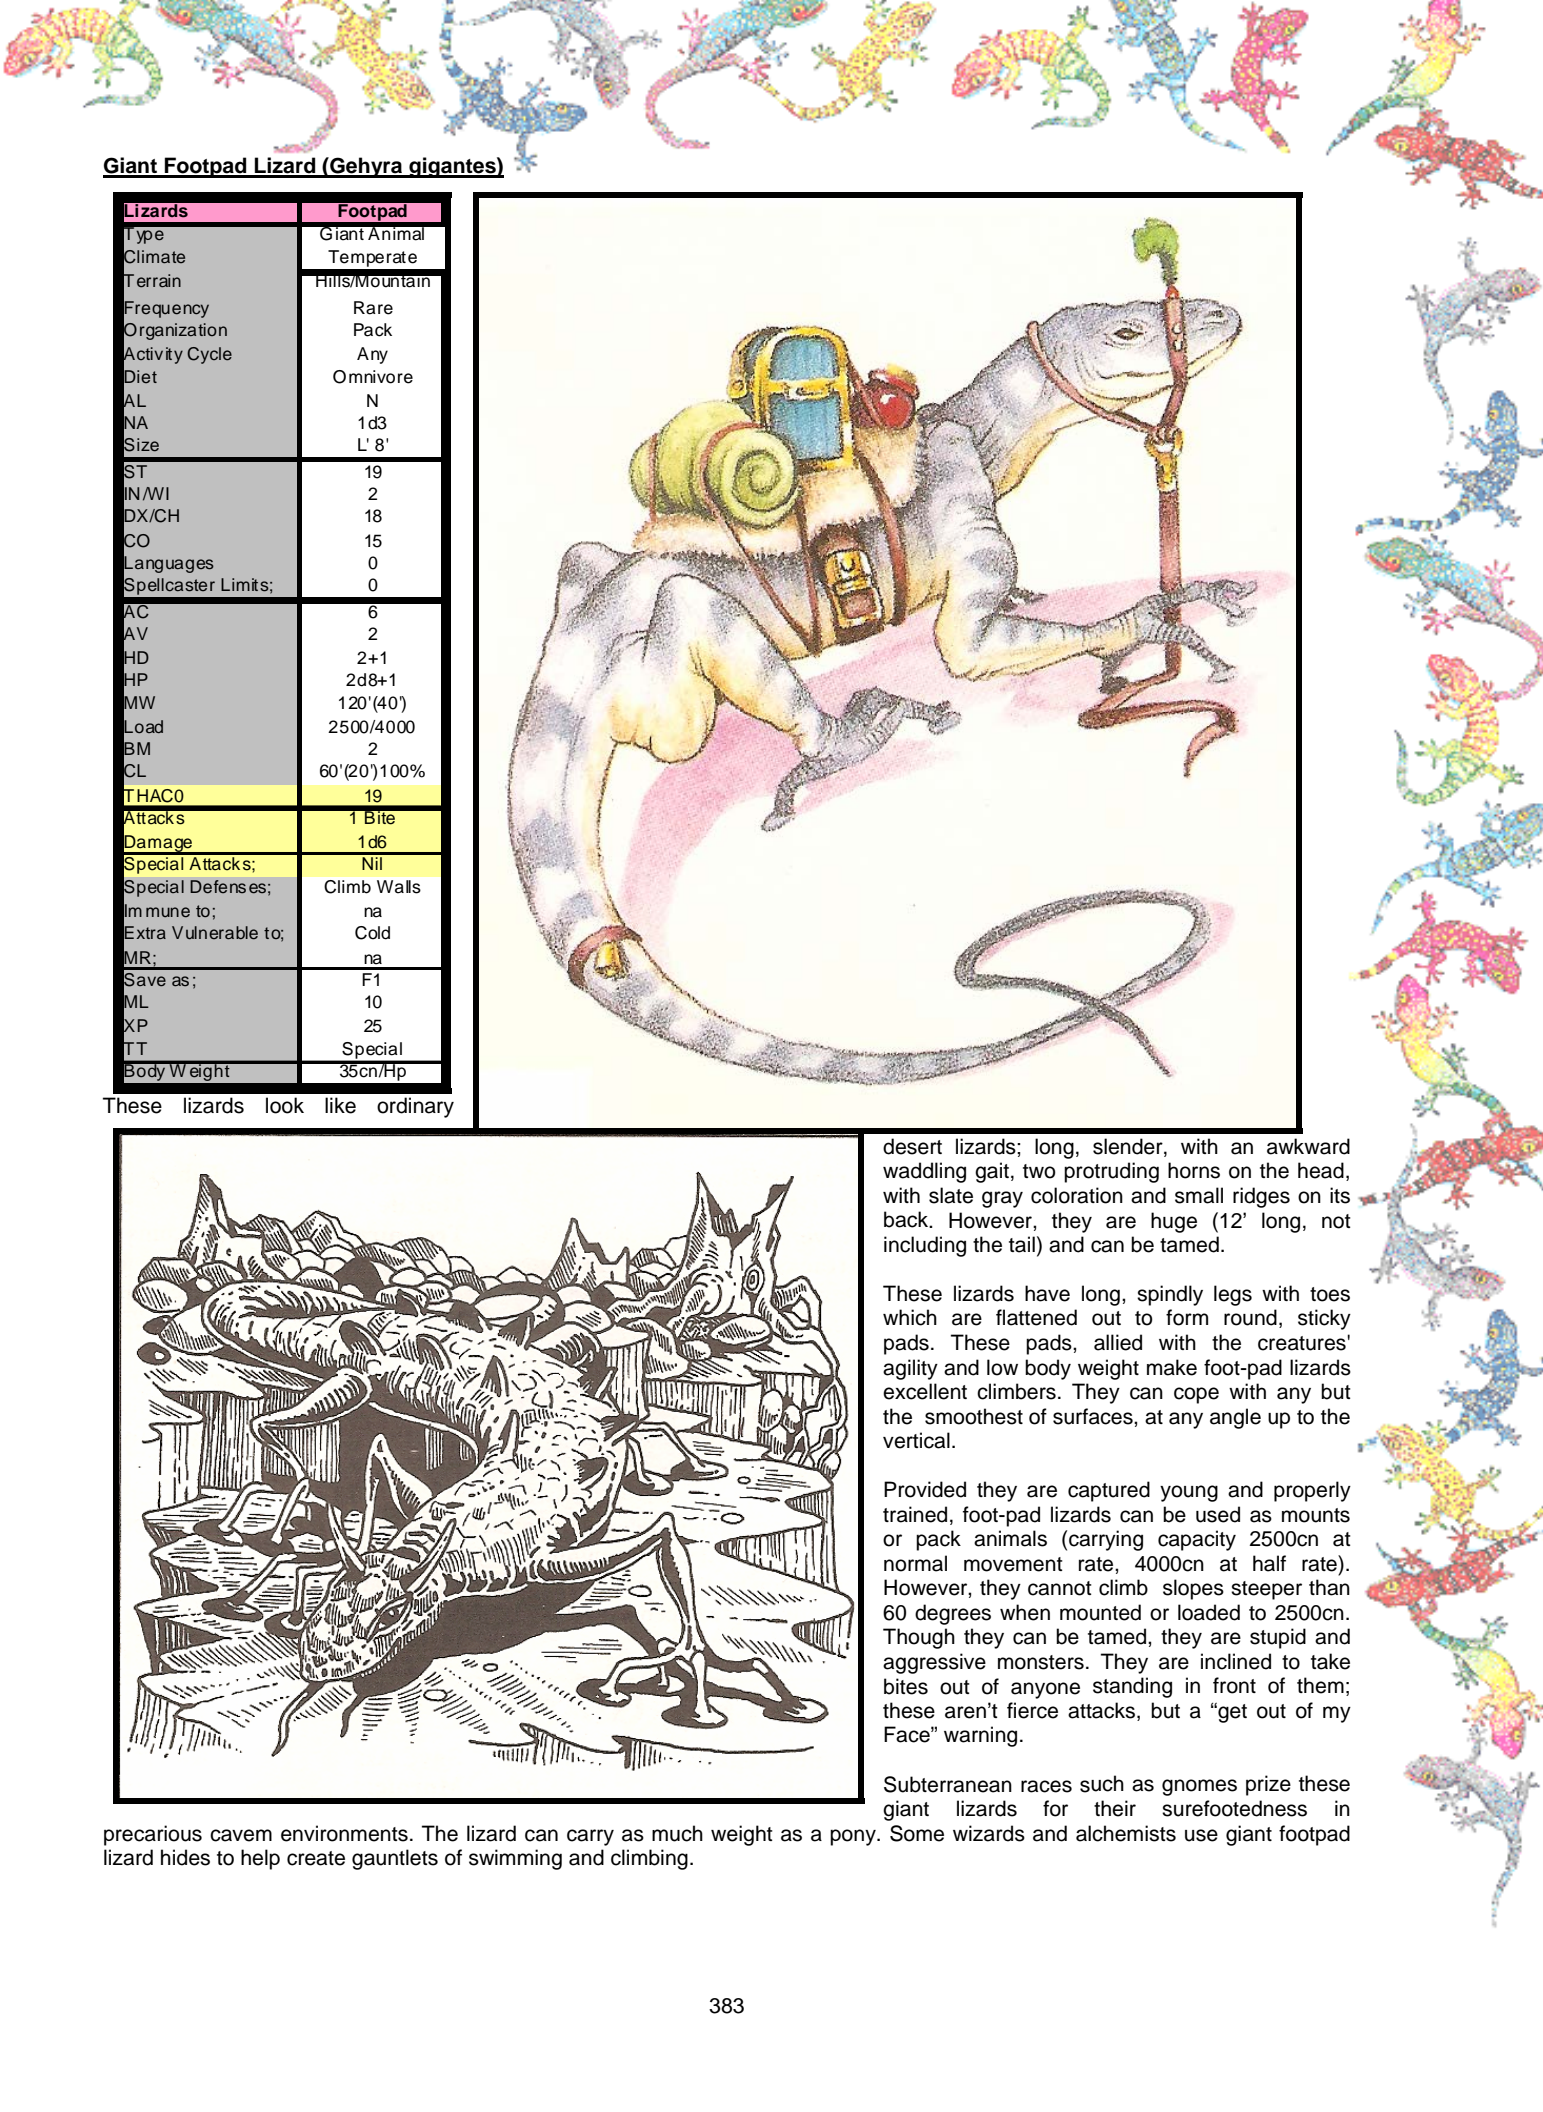 Giant Footpad Lizard (Gehyra gigantes)
Lizards Footpad
Type Giant Animal
Climate Temperate
Terrain Hills/Mountain
Frequency Rare
Organization Pack
Activity Cycle Any
Diet Omnivore
AL N
NA 1d3
Size L' 8'
ST 19
IN/WI 2
DX/CH 18
CO 15
Languages 0
Spellcaster Limits; 0
AC 6
AV 2
HD 2+1
HP 2d8+1
MW 120'(40')
Load 2500/4000
BM 2
CL 60'(20')100%
THAC0 19
Attacks 1 Bite
Damage 1d6
Special Attacks; Nil
Special Defenses; Climb Walls
Immune to; na
Extra Vulnerable to; Cold
MR; na
Save as; F1
ML 10
XP 25
TT Special
Body Weight 35cn/Hp
These lizards look like ordinary
desert lizards; long, slender, with an awkward
waddling gait, two protruding horns on the head,
with slate gray coloration and small ridges on its
back. However, they are huge (12’ long, not
including the tail) and can be tamed.
These lizards have long, spindly legs with toes
which are flattened out to form round, sticky
pads. These pads, allied with the creatures'
agility and low body weight make foot-pad lizards
excellent climbers. They can cope with any but
the smoothest of surfaces, at any angle up to the
vertical.
Provided they are captured young and properly
trained, foot-pad lizards can be used as mounts
or pack animals (carrying capacity 2500cn at
normal movement rate, 4000cn at half rate).
However, they cannot climb slopes steeper than
60 degrees when mounted or loaded to 2500cn.
Though they can be tamed, they are stupid and
aggressive monsters. They are inclined to take
bites out of anyone standing in front of them;
these aren’t fierce attacks, but a “get out of my
Face” warning.
Subterranean races such as gnomes prize these
giant lizards for their surefootedness in
precarious cavem environments. The lizard can carry as much weight as a pony. Some wizards and alchemists use giant footpad
lizard hides to help create gauntlets of swimming and climbing.
383